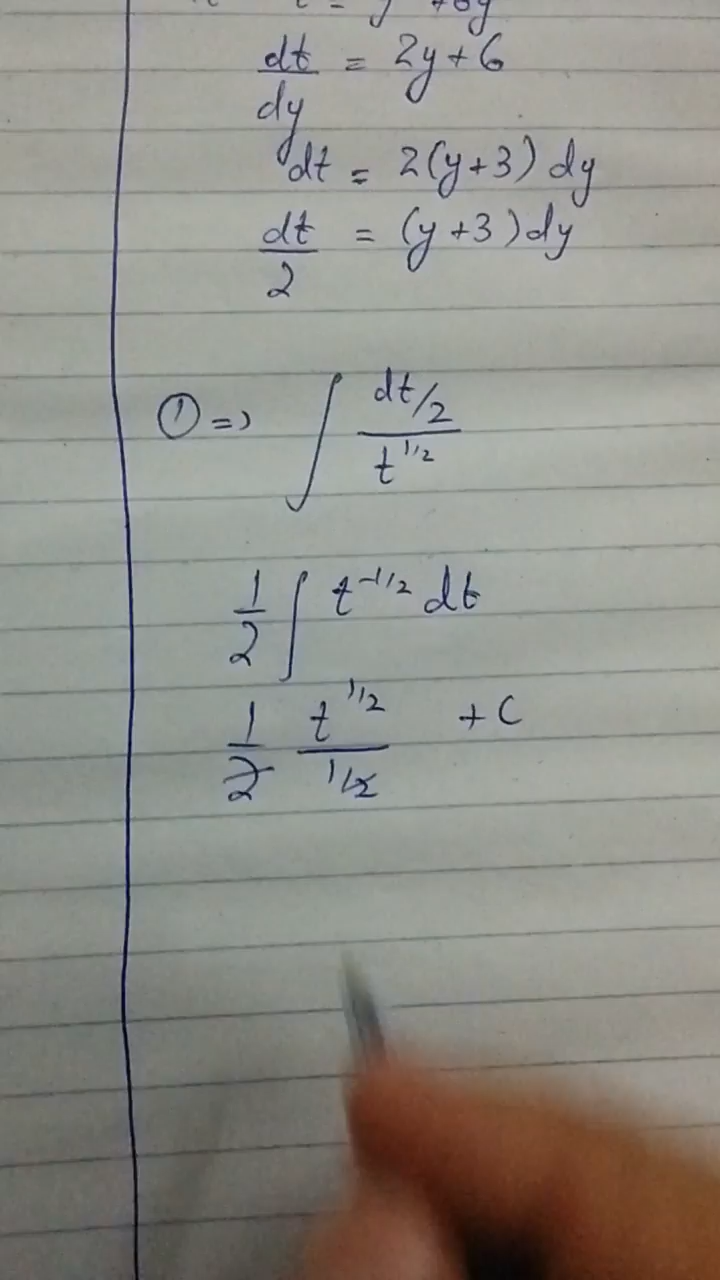 dt/dy = 2y+6
dt = 2(y+3) dy
dt/2 = (y+3) dy
① => ∫ (dt/2)/(t^1/2)
1/2 ∫ t^-1/2 dt
1/2 (t^1/2)/(1/2) + C